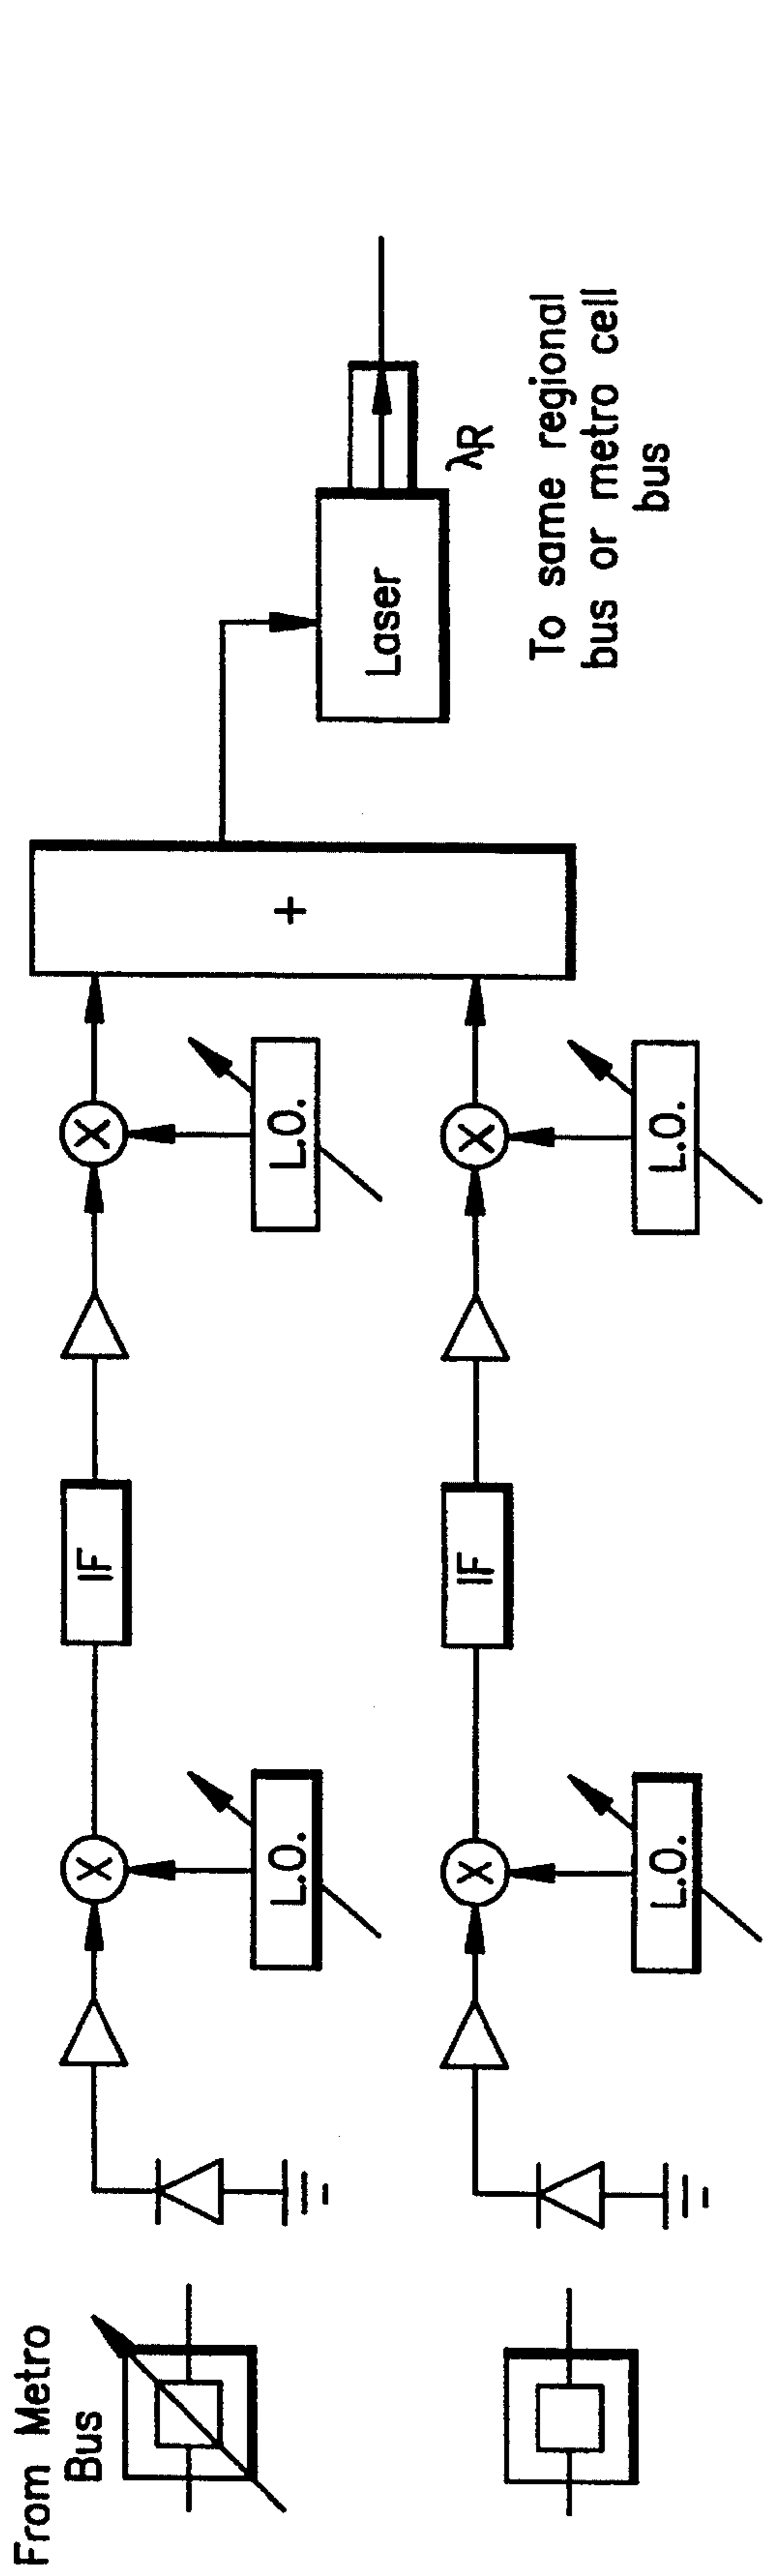 From Metro
Bus
X
L.O.
IF
X
L.O.
+
Laser
λR
To same regional
bus or metro cell
bus
X
L.O.
IF
X
L.O.